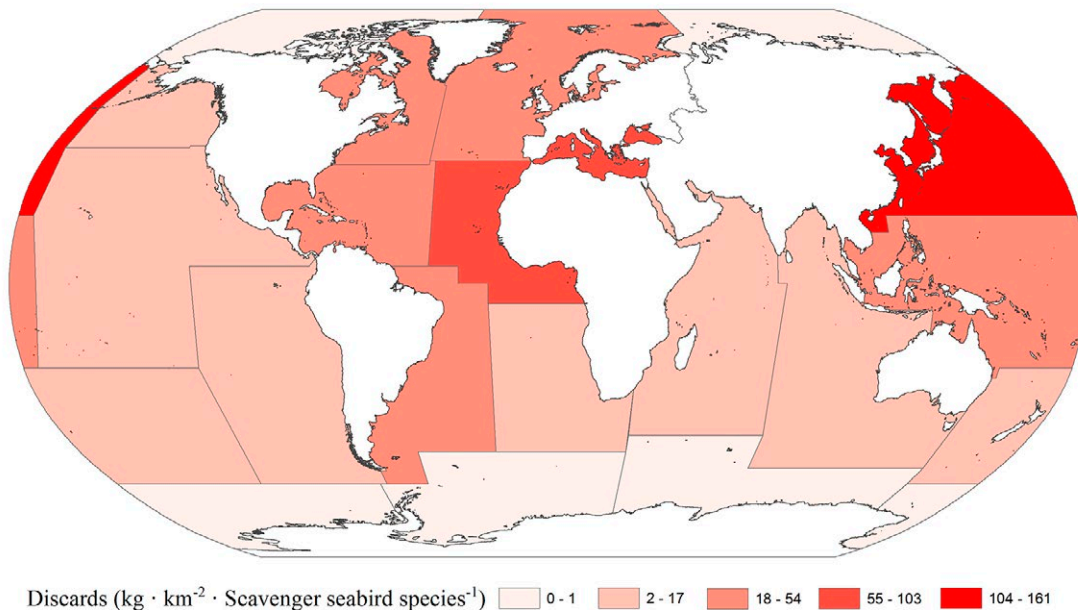 Discards (kg · km⁻² · Scavenger seabird species⁻¹) 0 - 1 2 - 17 18 - 54 55 - 103 104 - 161